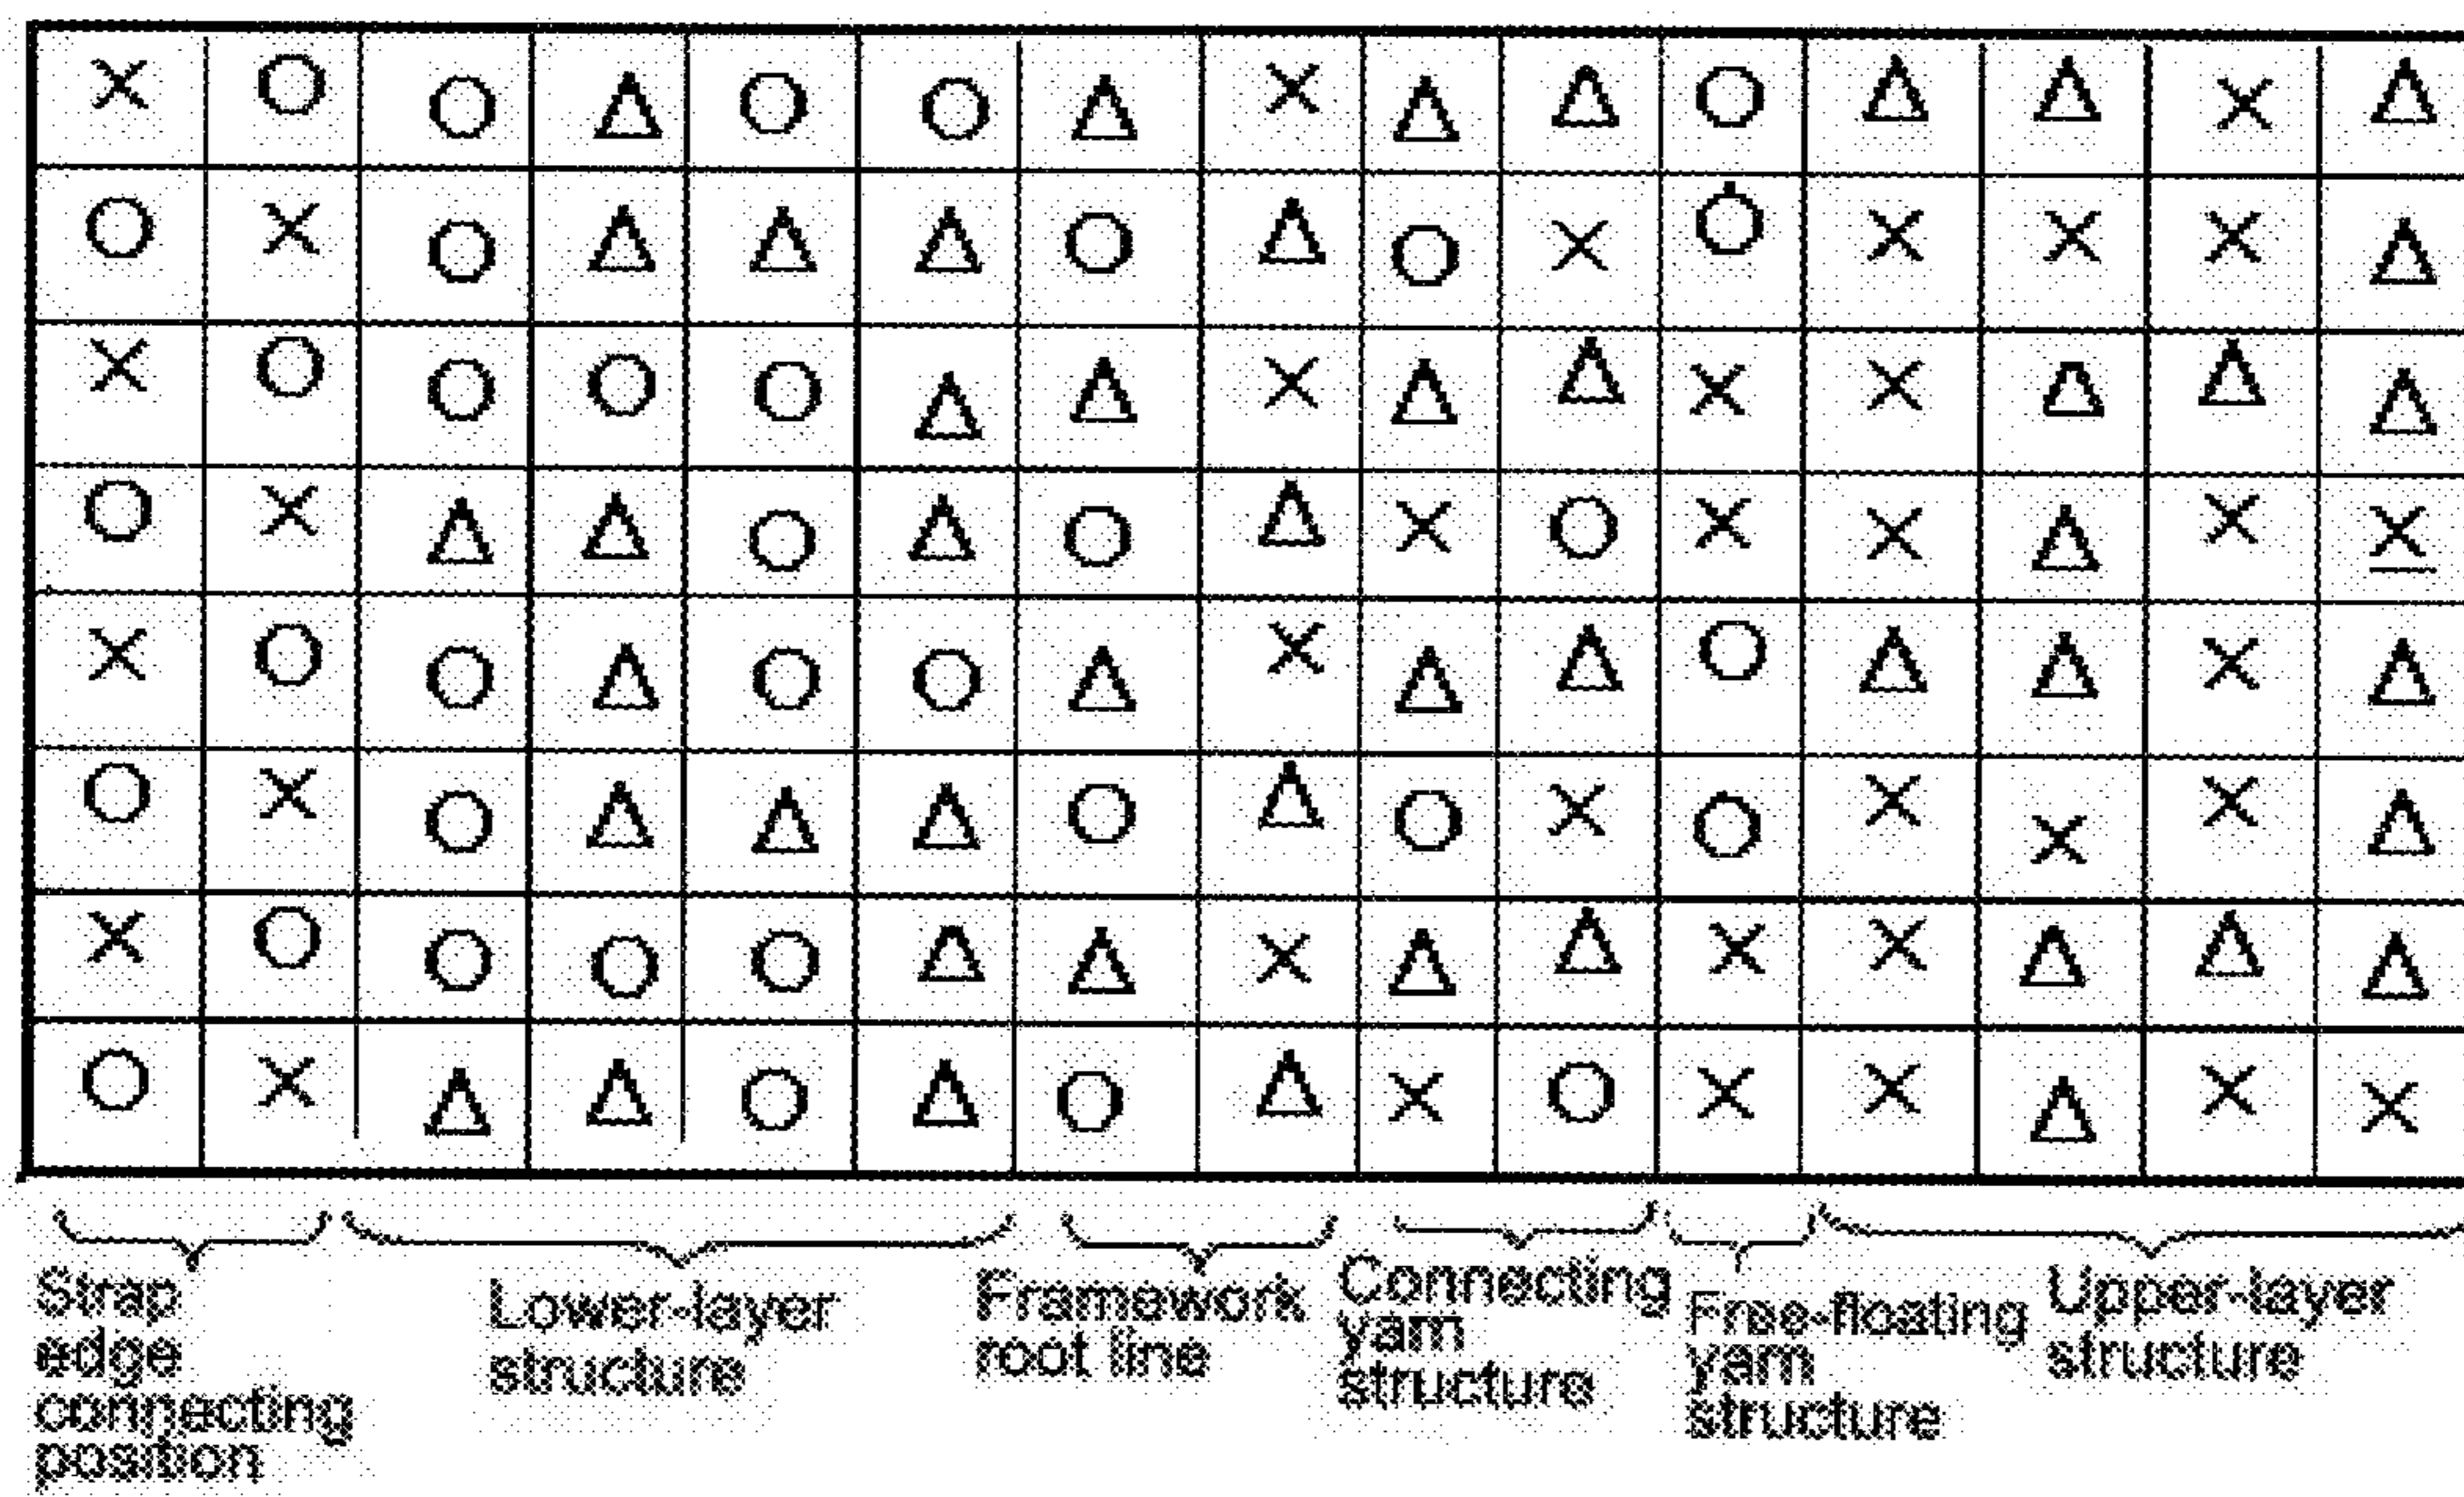 × ○ ○ △ ○ ○ △ × △ △ ○ △ △ × △
○ × ○ △ △ △ ○ △ ○ × ○ × × × △
× ○ ○ ○ ○ △ △ × △ △ × × △ △ △
○ × △ △ ○ △ ○ △ × ○ × × △ × ×
× ○ ○ △ ○ ○ △ × △ △ ○ △ △ × △
○ × ○ △ △ △ ○ △ ○ × ○ × × × △
× ○ ○ ○ ○ △ △ × △ △ × × △ △ △
○ × △ △ ○ △ ○ △ × ○ × × △ × ×
Strap
edge
connecting
position
Lower-layer
structure
Framework
root line
Connecting
yarn
structure
Free-floating
yarn
structure
Upper-layer
structure